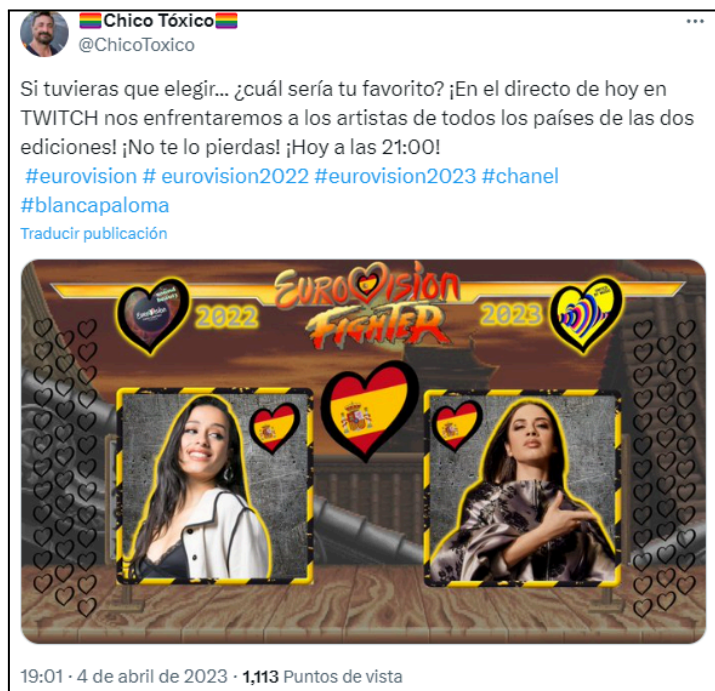 Chico Tóxico
@ChicoToxico
Si tuvieras que elegir... ¿cuál sería tu favorito? ¡En el directo de hoy en
TWITCH nos enfrentaremos a los artistas de todos los países de las dos
ediciones! ¡No te lo pierdas! ¡Hoy a las 21:00!
#eurovision # eurovision2022 #eurovision2023 #chanel
#blancapaloma
Traducir publicación
EUROVISION
FIGHTER
2022
2023
19:01 · 4 de abril de 2023 · 1,113 Puntos de vista